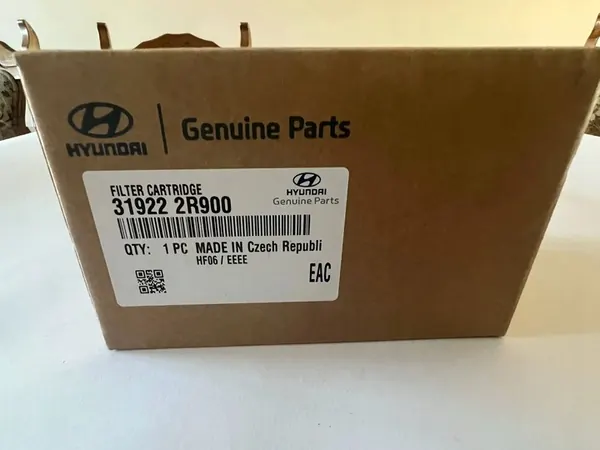 HYUNDAI
Genuine Parts
FILTER CARTRIDGE
31922 2R900
HYUNDAI
Genuine Parts
QTY: 1 PC MADE IN Czech Republi
HF06 / EEEE
EAC